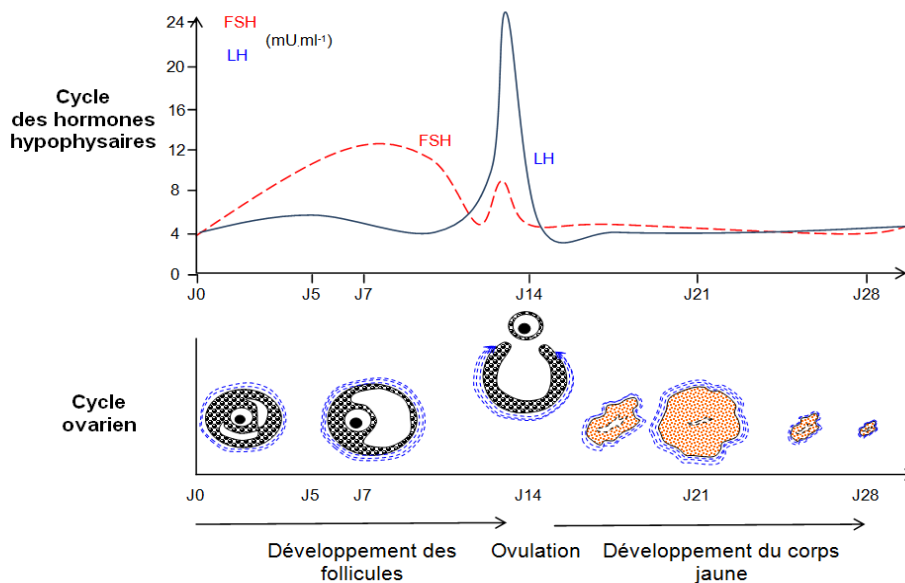 24
FSH
(mU.ml-1)
LH
20
Cycle
des hormones
hypophysaires
16
12
FSH
LH
8
4
0
J0 J5 J7 J14 J21 J28
Cycle
ovarien
J0 J5 J7 J14 J21 J28
Développement des
follicules
Ovulation
Développement du corps
jaune